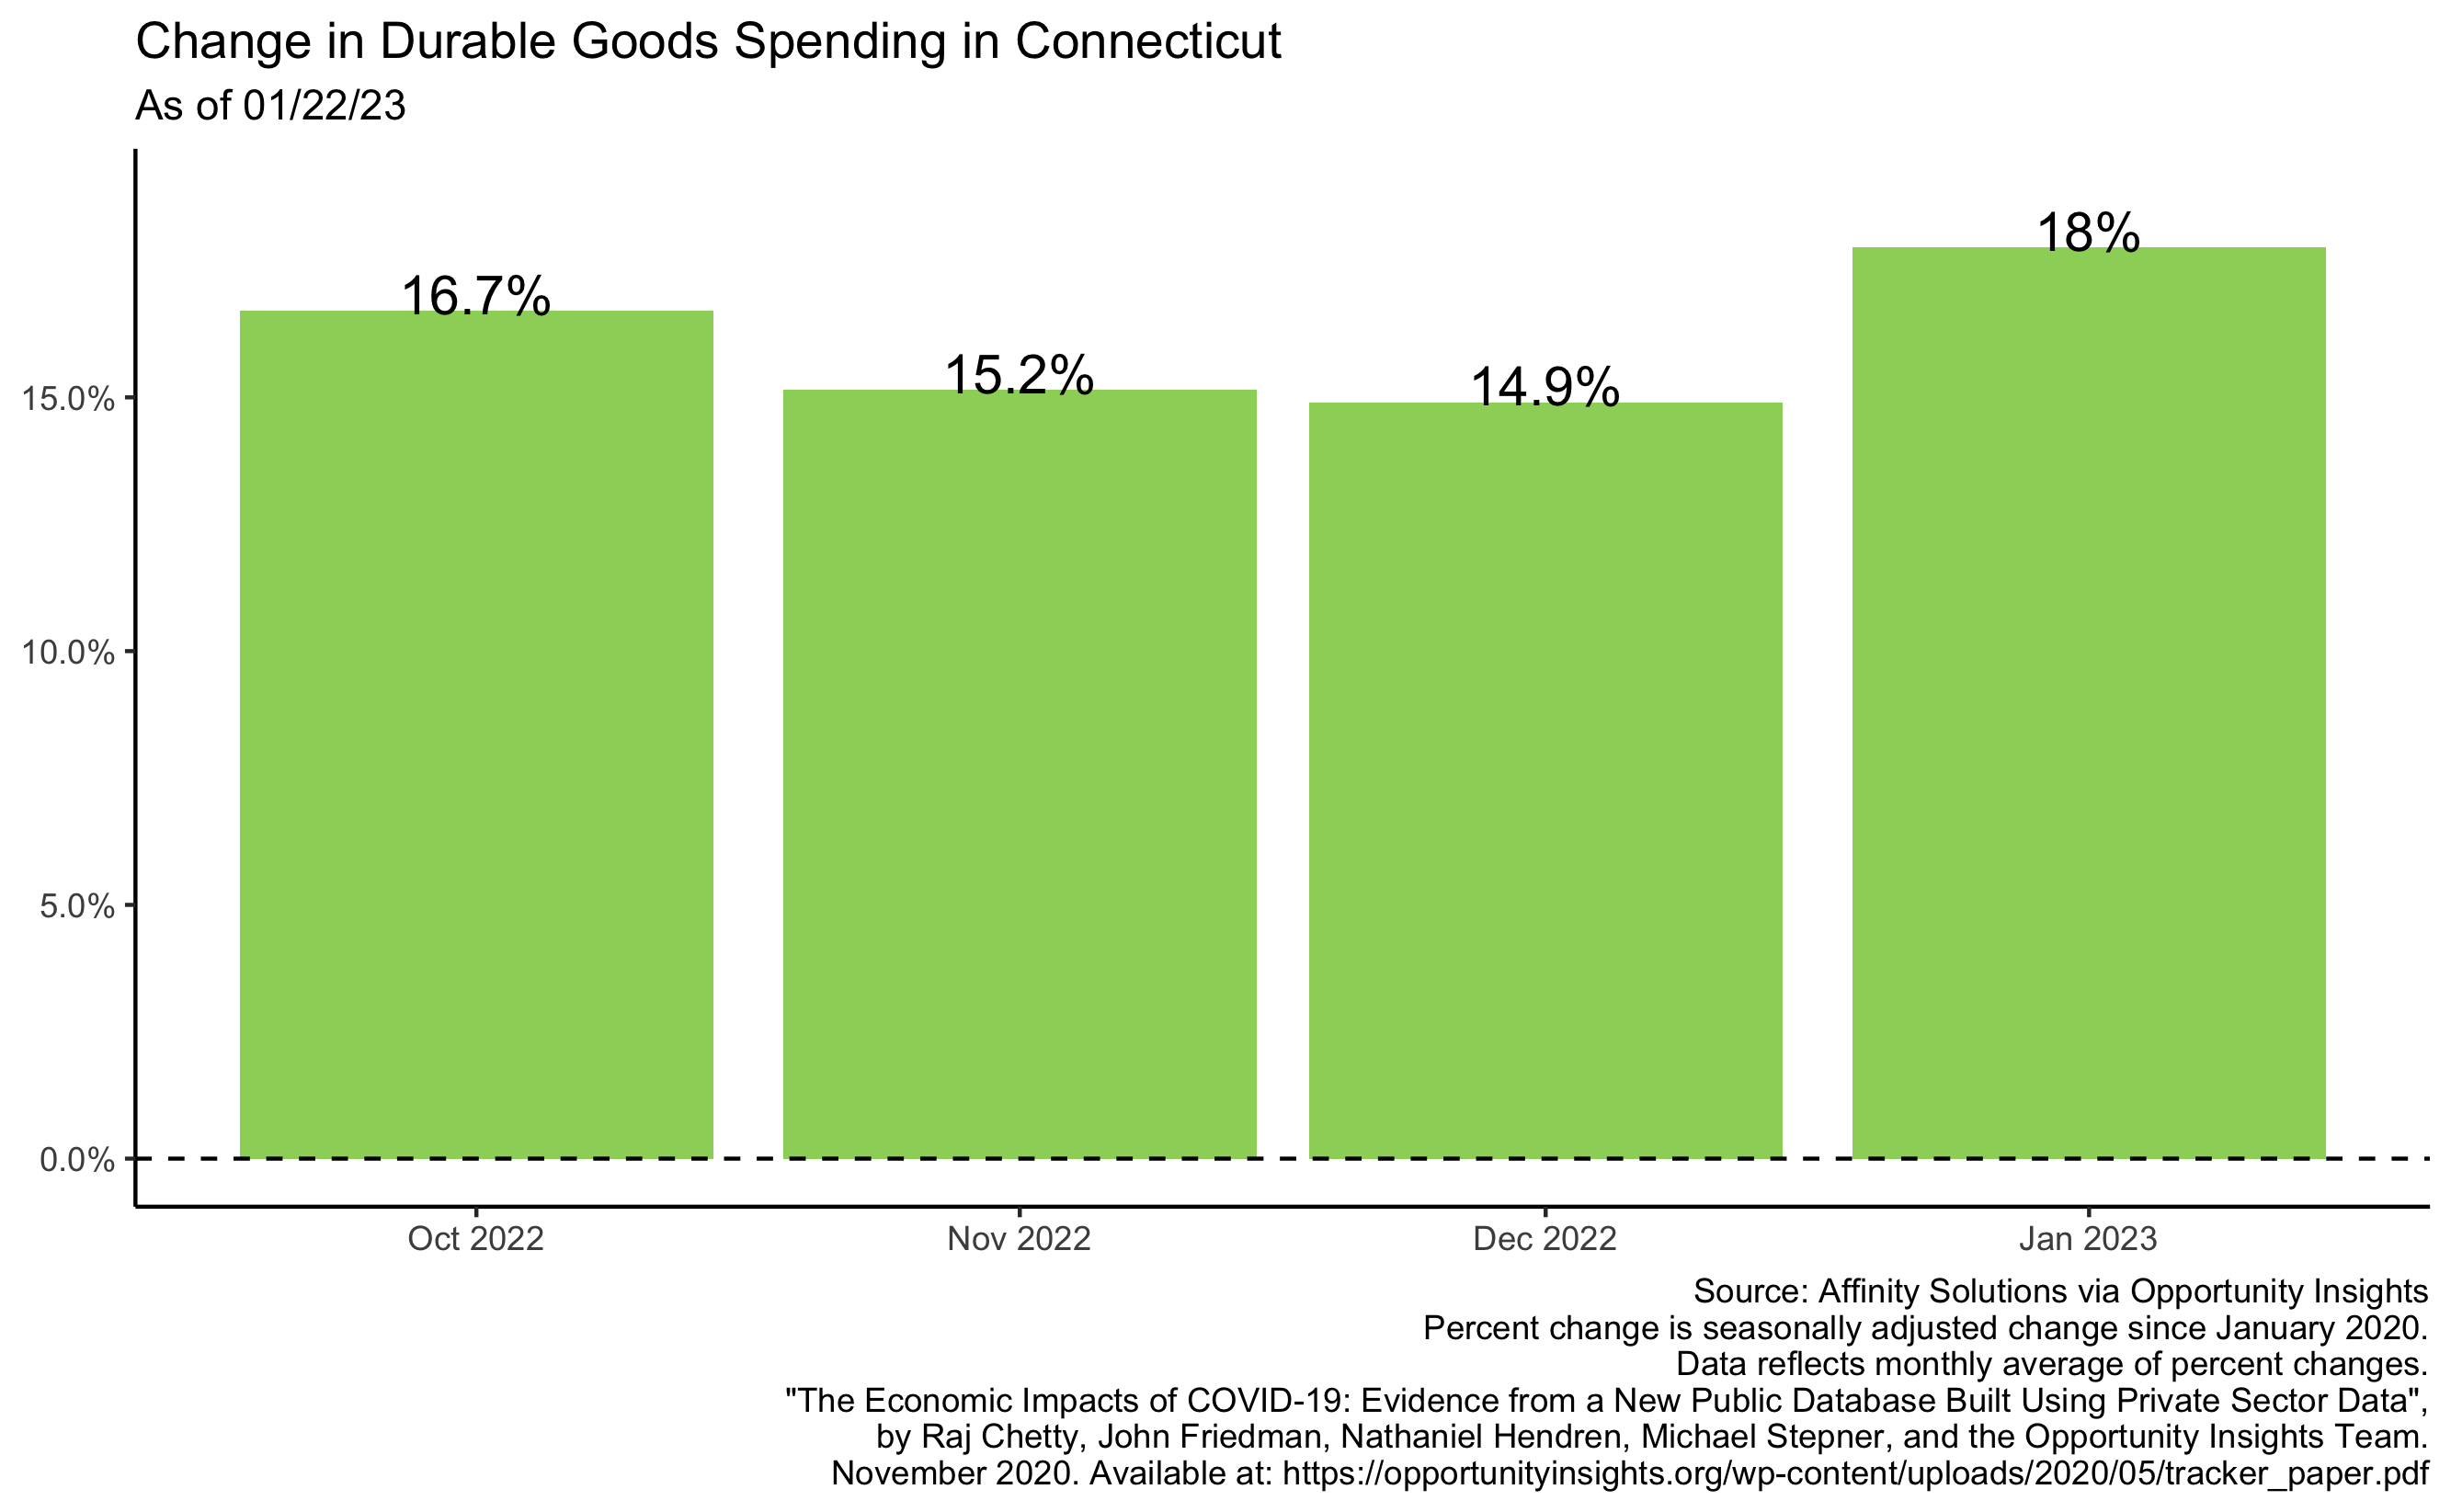 Change in Durable Goods Spending in Connecticut
As of 01/22/23
18%
16.7%
15.2%
14.9%
15.0%
10.0%
5.0%
0.0%
Oct 2022
Nov 2022
Dec 2022
Jan 2023
Source: Affinity Solutions via Opportunity Insights
Percent change is seasonally adjusted change since January 2020.
Data reflects monthly average of percent changes.
"The Economic Impacts of COVID-19: Evidence from a New Public Database Built Using Private Sector Data",
by Raj Chetty, John Friedman, Nathaniel Hendren, Michael Stepner, and the Opportunity Insights Team.
November 2020. Available at: https://opportunityinsights.org/wp-content/uploads/2020/05/tracker_paper.pdf